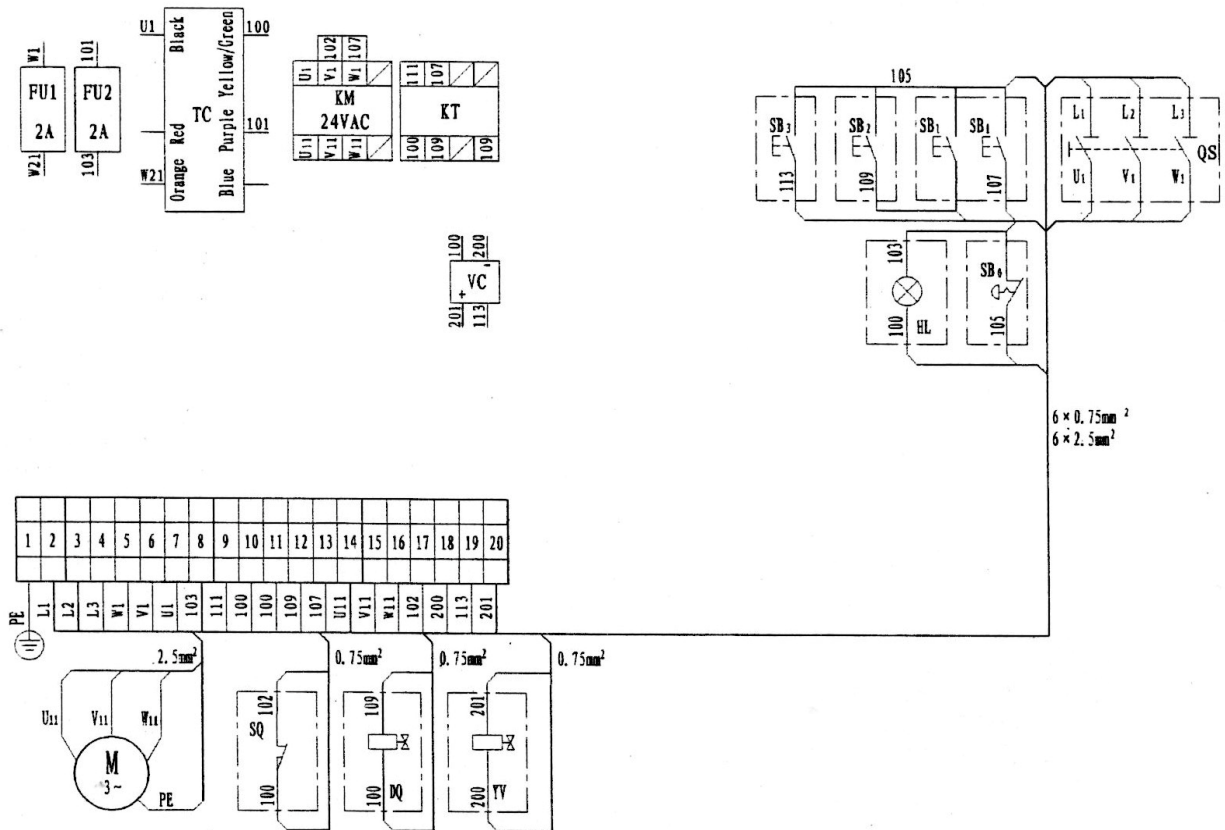 W1
101
FU1
2A
FU2
2A
W21
103
U1
Black
Yellow/Green
100
TC
Red
Purple
101
W21
Orange
Blue
102
107
U1
V1
W1
KM
24VAC
U11
V11
W11
111
107
KT
100
109
109
100
200
-
VC
+
201
113
105
SB3
SB2
SB1
113
109
107
L1
L2
L3
QS
U1
V1
W1
103
100
HL
105
6×0.75mm²
6×2.5mm²
1 2 3 4 5 6 7 8 9 10 11 12 13 14 15 16 17 18 19 20
PE L1 L2 L3 W1 V1 U1 103 111 100 100 109 107 U11 V11 W11 102 200 113 201
2.5mm²
0.75mm²
0.75mm²
0.75mm²
U11
V11
W11
M
3~
PE
102
SQ
100
109
100
DQ
201
200
YV